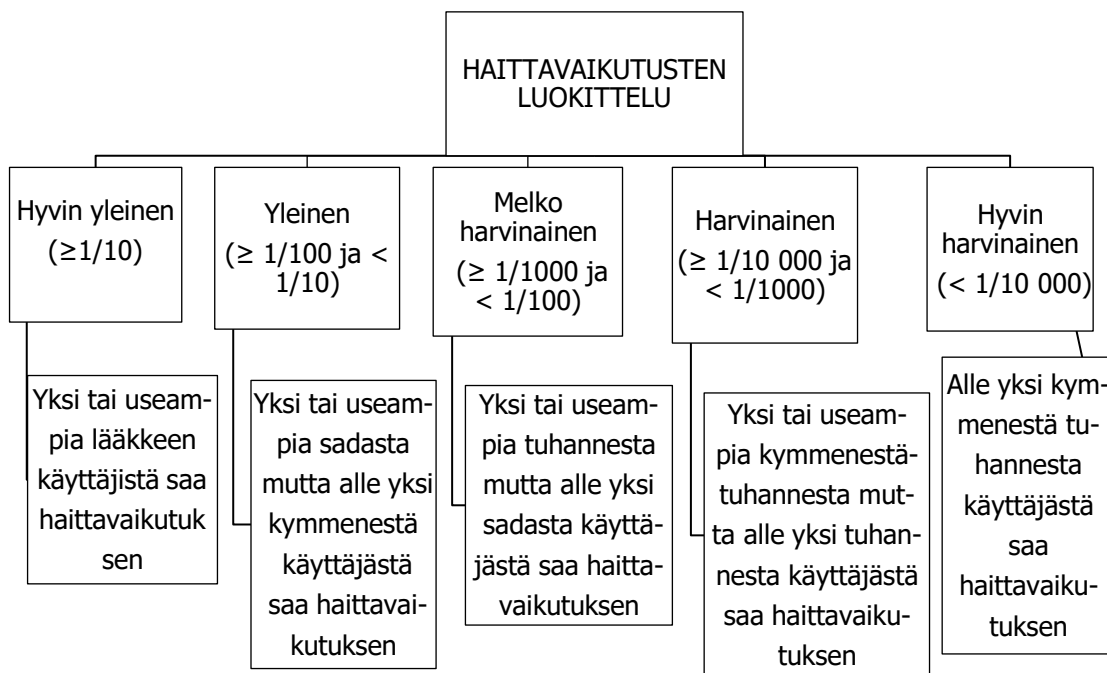 HAITTAVAIKUTUSTEN
LUOKITTELU
Hyvin yleinen
(≥1/10)
Yleinen
(≥ 1/100 ja <
1/10)
Melko
harvinainen
(≥ 1/1000 ja
< 1/100)
Harvinainen
(≥ 1/10 000 ja
< 1/1000)
Hyvin
harvinainen
(< 1/10 000)
Yksi tai useam-
pia lääkkeen
käyttäjistä saa
haittavaikutuk
sen
Yksi tai useam-
pia sadasta
mutta alle yksi
kymmenestä
käyttäjästä
saa haittavai-
kutuksen
Yksi tai useam-
pia tuhannesta
mutta alle yksi
sadasta käyttä-
jästä saa haitta-
vaikutuksen
Yksi tai useam-
pia kymmenestä-
tuhannesta mut-
ta alle yksi tuhan-
nesta käyttäjästä
saa haittavaiku-
tuksen
Alle yksi kym-
menestä tu-
hannesta
käyttäjästä
saa
haittavaiku-
tuksen